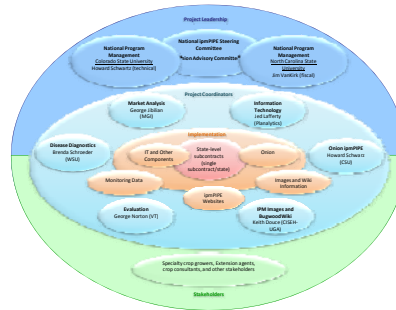 Project Leadership
National ipmPIPE Steering
Committee
National Program
Management
Colorado State University
Howard Schwartz (technical)
National Program
Management
North Carolina State
University
Jim VanKirk (fiscal)
Project Coordinators
Market Analysis
George Jibilian
(MGI)
Information
Technology
Jed Lafferty
(Planalytics)
Implementation
Disease Diagnostics
Brenda Schroeder
(WSU)
IT and Other
Components
State-level
subcontracts
(single
subcontract/state)
Onion
Onion ipmPIPE
Howard Schwartz
(CSU)
Monitoring Data
Images and Wiki
Information
ipmPIPE
Websites
Evaluation
George Norton (VT)
IPM Images and
BugwoodWiki
Keith Douce (CISEH-
UGA)
Specialty crop growers, Extension agents,
crop consultants, and other stakeholders
Stakeholders